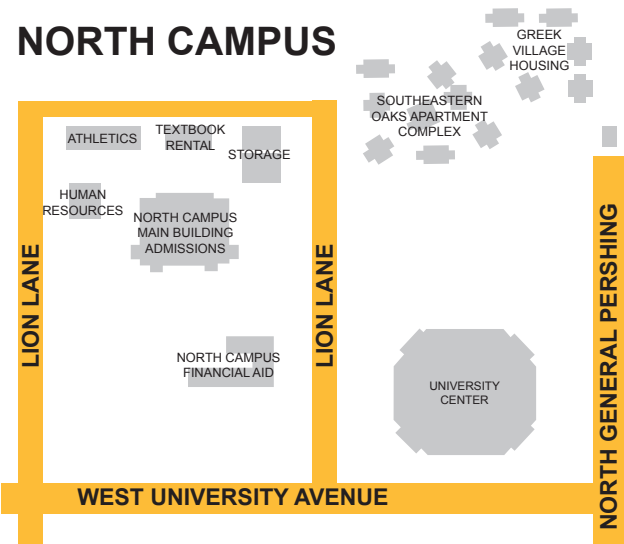 NORTH CAMPUS
GREEK
VILLAGE
HOUSING
SOUTHEASTERN
OAKS APARTMENT
COMPLEX
ATHLETICS
TEXTBOOK
RENTAL
STORAGE
HUMAN
RESOURCES
NORTH CAMPUS
MAIN BUILDING
ADMISSIONS
LION LANE
LION LANE
NORTH GENERAL PERSHING
NORTH CAMPUS
FINANCIAL AID
UNIVERSITY
CENTER
WEST UNIVERSITY AVENUE